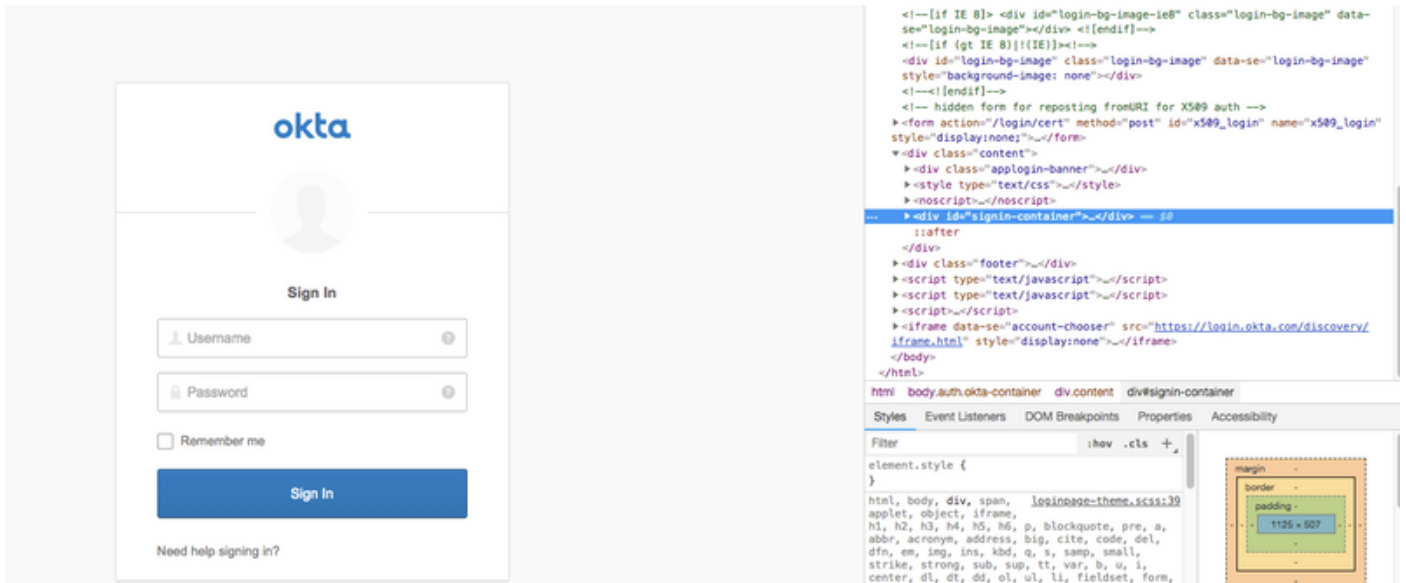 okta
Sign In
Username
Password
Remember me
Sign In
Need help signing in?
<!--[if IE 8]> <div id="login-bg-image-ie8" class="login-bg-image" data-
se="login-bg-image"></div> <![endif]-->
<!--[if (gt IE 8)|!(IE)]><!-->
<div id="login-bg-image" class="login-bg-image" data-se="login-bg-image"
style="background-image: none"></div>
<!--<![endif]-->
<!-- hidden form for reposting fromURI for X509 auth -->
<form action="/login/cert" method="post" id="x509_login" name="x509_login"
style="display:none;">…</form>
<div class="content">
<div class="applogin-banner">…</div>
<style type="text/css">…</style>
<noscript>…</noscript>
… <div id="signin-container">…</div> == $0
::after
</div>
<div class="footer">…</div>
<script type="text/javascript">…</script>
<script type="text/javascript">…</script>
<script>…</script>
<iframe data-se="account-chooser" src="https://login.okta.com/discovery/
iframe.html" style="display:none">…</iframe>
</body>
</html>
html body.auth.okta-container div.content div#signin-container
Styles Event Listeners DOM Breakpoints Properties Accessibility
Filter :hov .cls +
element.style {
}
html, body, div, span, loginpage-theme.scss:39
applet, object, iframe,
h1, h2, h3, h4, h5, h6, p, blockquote, pre, a,
abbr, acronym, address, big, cite, code, del,
dfn, em, img, ins, kbd, q, s, samp, small,
strike, strong, sub, sup, tt, var, b, u, i,
center, dl, dt, dd, ol, ul, li, fieldset, form,
margin -
border -
padding -
1125 × 507